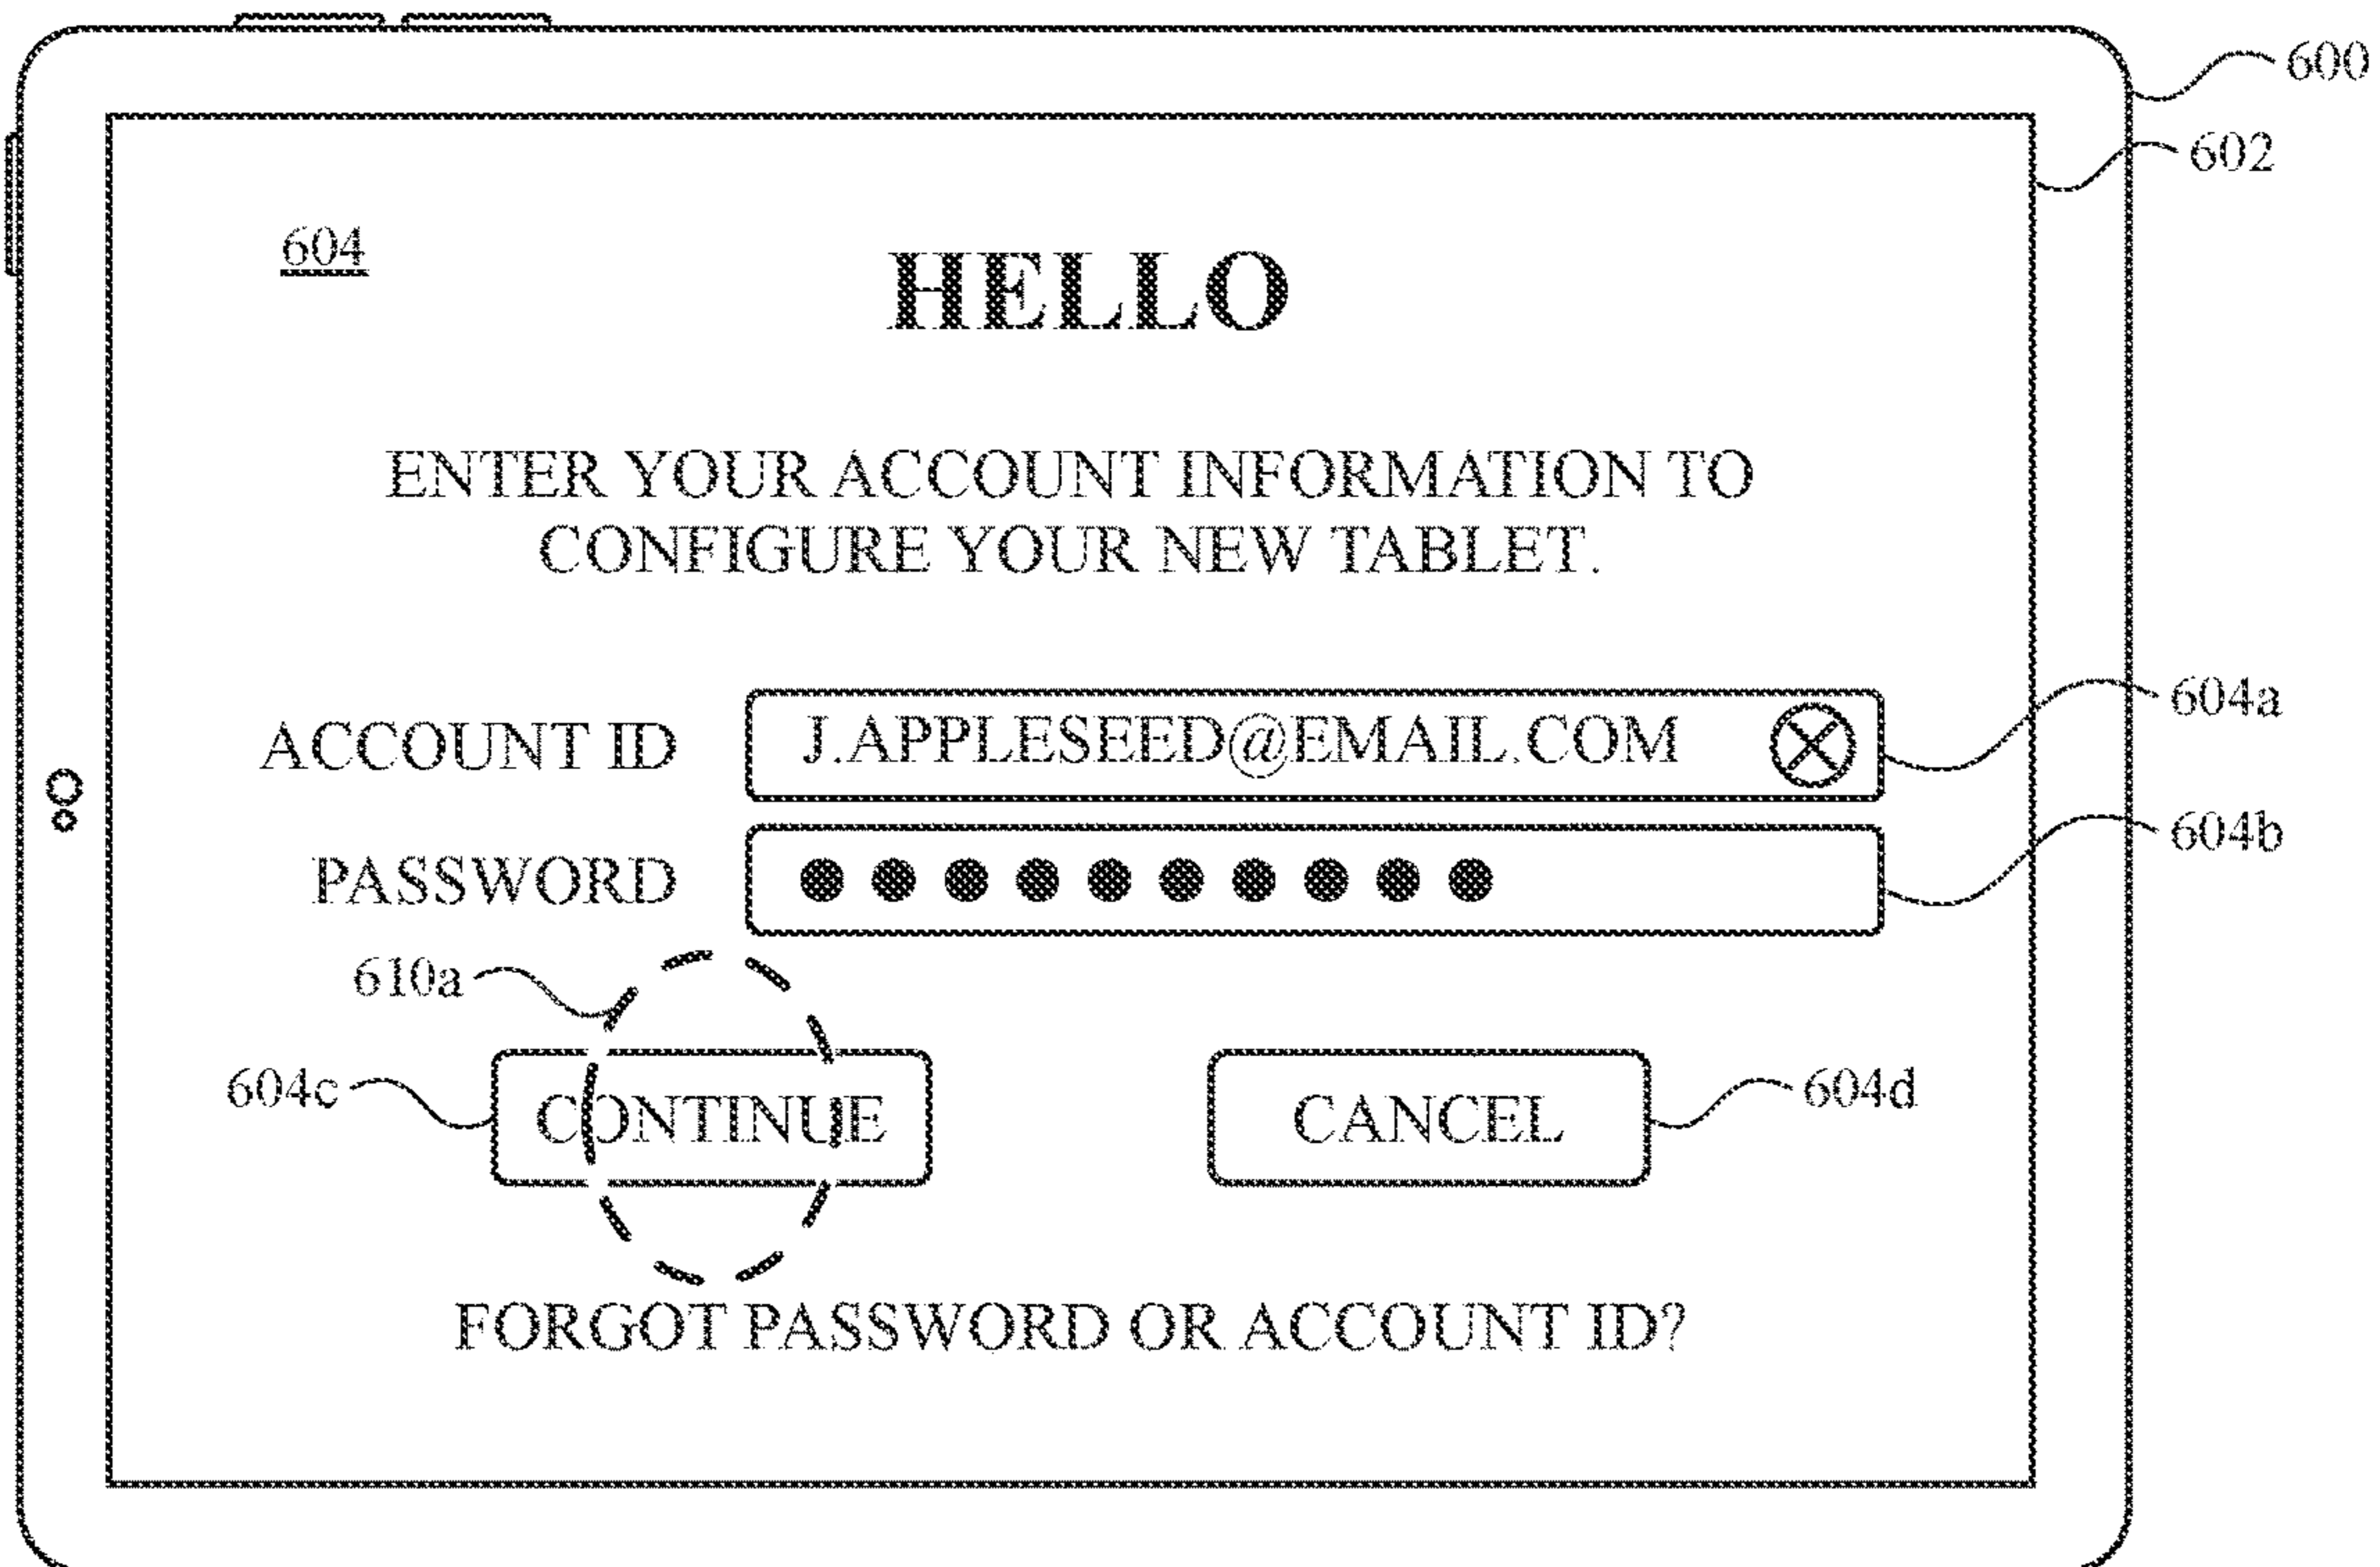 600
602
604
HELLO
ENTER YOUR ACCOUNT INFORMATION TO
CONFIGURE YOUR NEW TABLET.
ACCOUNT ID J.APPLESEED@EMAIL.COM 604a
PASSWORD 604b
610a
604c CONTINUE CANCEL 604d
FORGOT PASSWORD OR ACCOUNT ID?